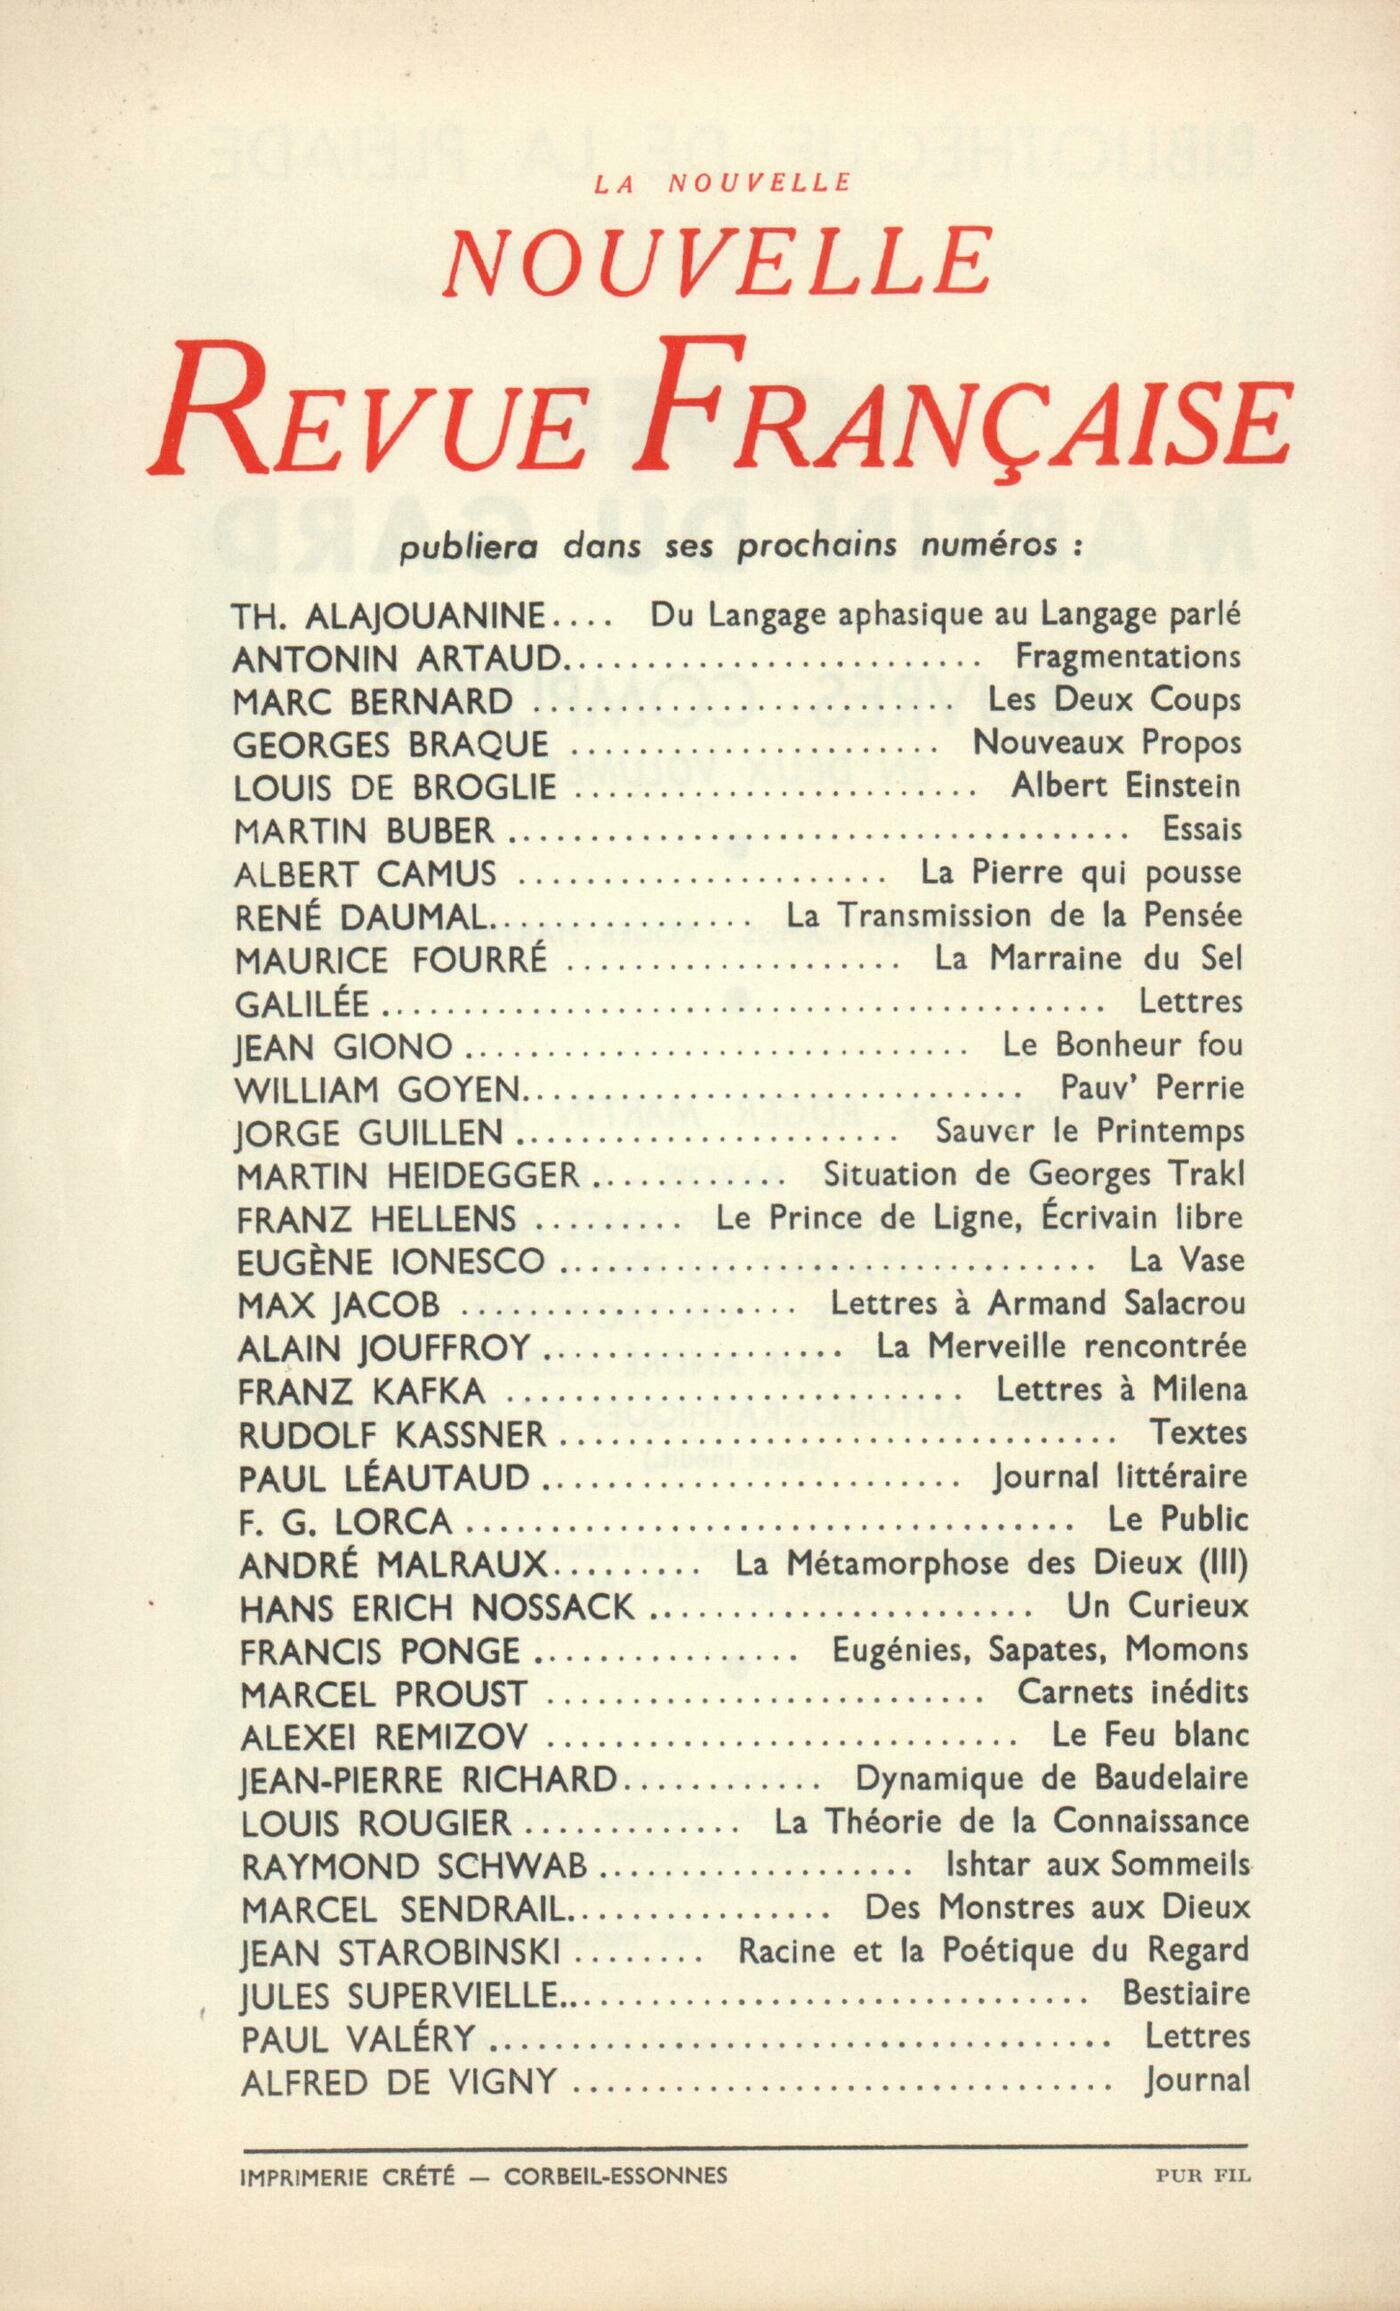 LA NOUVELLE
NOUVELLE
REVUE FRANÇAISE
publiera dans ses prochains numéros :
TH. ALAJOUANINE.... Du Langage aphasique au Langage parlé
ANTONIN ARTAUD.......................... Fragmentations
MARC BERNARD ......................... Les Deux Coups
GEORGES BRAQUE ...................... Nouveaux Propos
LOUIS DE BROGLIE ........................ Albert Einstein
MARTIN BUBER ..................................... Essais
ALBERT CAMUS ...................... La Pierre qui pousse
RENÉ DAUMAL................ La Transmission de la Pensée
MAURICE FOURRÉ .................... La Marraine du Sel
GALILÉE ........................................... Lettres
JEAN GIONO .............................. Le Bonheur fou
WILLIAM GOYEN.............................. Pauv' Perrie
JORGE GUILLEN ....................... Sauver le Printemps
MARTIN HEIDEGGER ............ Situation de Georges Trakl
FRANZ HELLENS ......... Le Prince de Ligne, Écrivain libre
EUGÈNE IONESCO ................................ La Vase
MAX JACOB .................... Lettres à Armand Salacrou
ALAIN JOUFFROY .................. La Merveille rencontrée
FRANZ KAFKA ........................... Lettres à Milena
RUDOLF KASSNER ................................. Textes
PAUL LÉAUTAUD ......................... Journal littéraire
F. G. LORCA .................................... Le Public
ANDRÉ MALRAUX......... La Métamorphose des Dieux (III)
HANS ERICH NOSSACK ....................... Un Curieux
FRANCIS PONGE ................ Eugénies, Sapates, Momons
MARCEL PROUST .......................... Carnets inédits
ALEXEI REMIZOV ............................ Le Feu blanc
JEAN-PIERRE RICHARD............ Dynamique de Baudelaire
LOUIS ROUGIER ............. La Théorie de la Connaissance
RAYMOND SCHWAB ................... Ishtar aux Sommeils
MARCEL SENDRAIL................ Des Monstres aux Dieux
JEAN STAROBINSKI ........ Racine et la Poétique du Regard
JULES SUPERVIELLE................................ Bestiaire
PAUL VALÉRY ..................................... Lettres
ALFRED DE VIGNY ................................ Journal
IMPRIMERIE CRÉTÉ — CORBEIL-ESSONNES PUR FIL